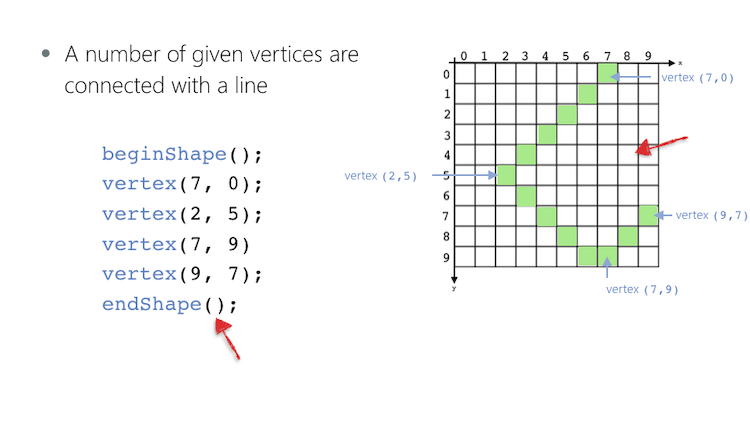 • A number of given vertices are
connected with a line
beginShape();
vertex(7, 0);
vertex(2, 5);
vertex(7, 9)
vertex(9, 7);
endShape();
0 1 2 3 4 5 6 7 8 9
x
0
1
2
3
4
5
6
7
8
9
y
vertex (7,0)
vertex (2,5)
vertex (9,7)
vertex (7,9)